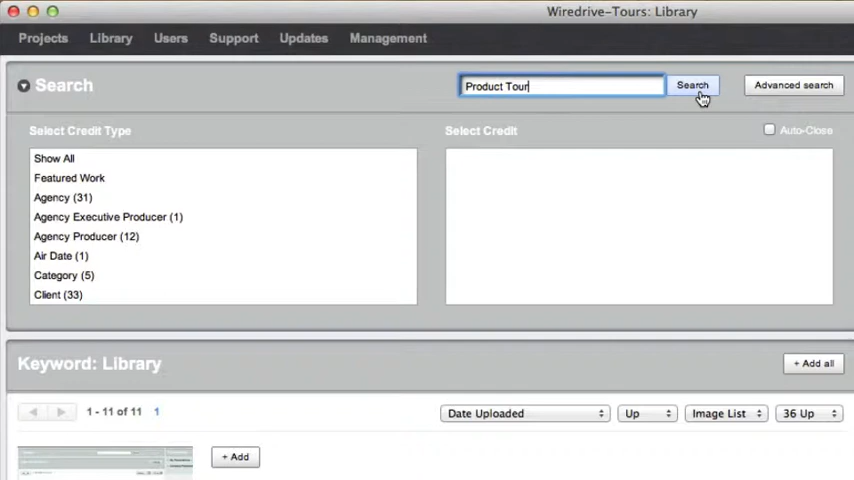 Wiredrive-Tours: Library
Projects Library Users Support Updates Management
Search Product Tour Search Advanced search
Select Credit Type Select Credit Auto-Close
Show All
Featured Work
Agency (31)
Agency Executive Producer (1)
Agency Producer (12)
Air Date (1)
Category (5)
Client (33)
Keyword: Library + Add all
1 - 11 of 11 1 Date Uploaded Up Image List 36 Up
+ Add